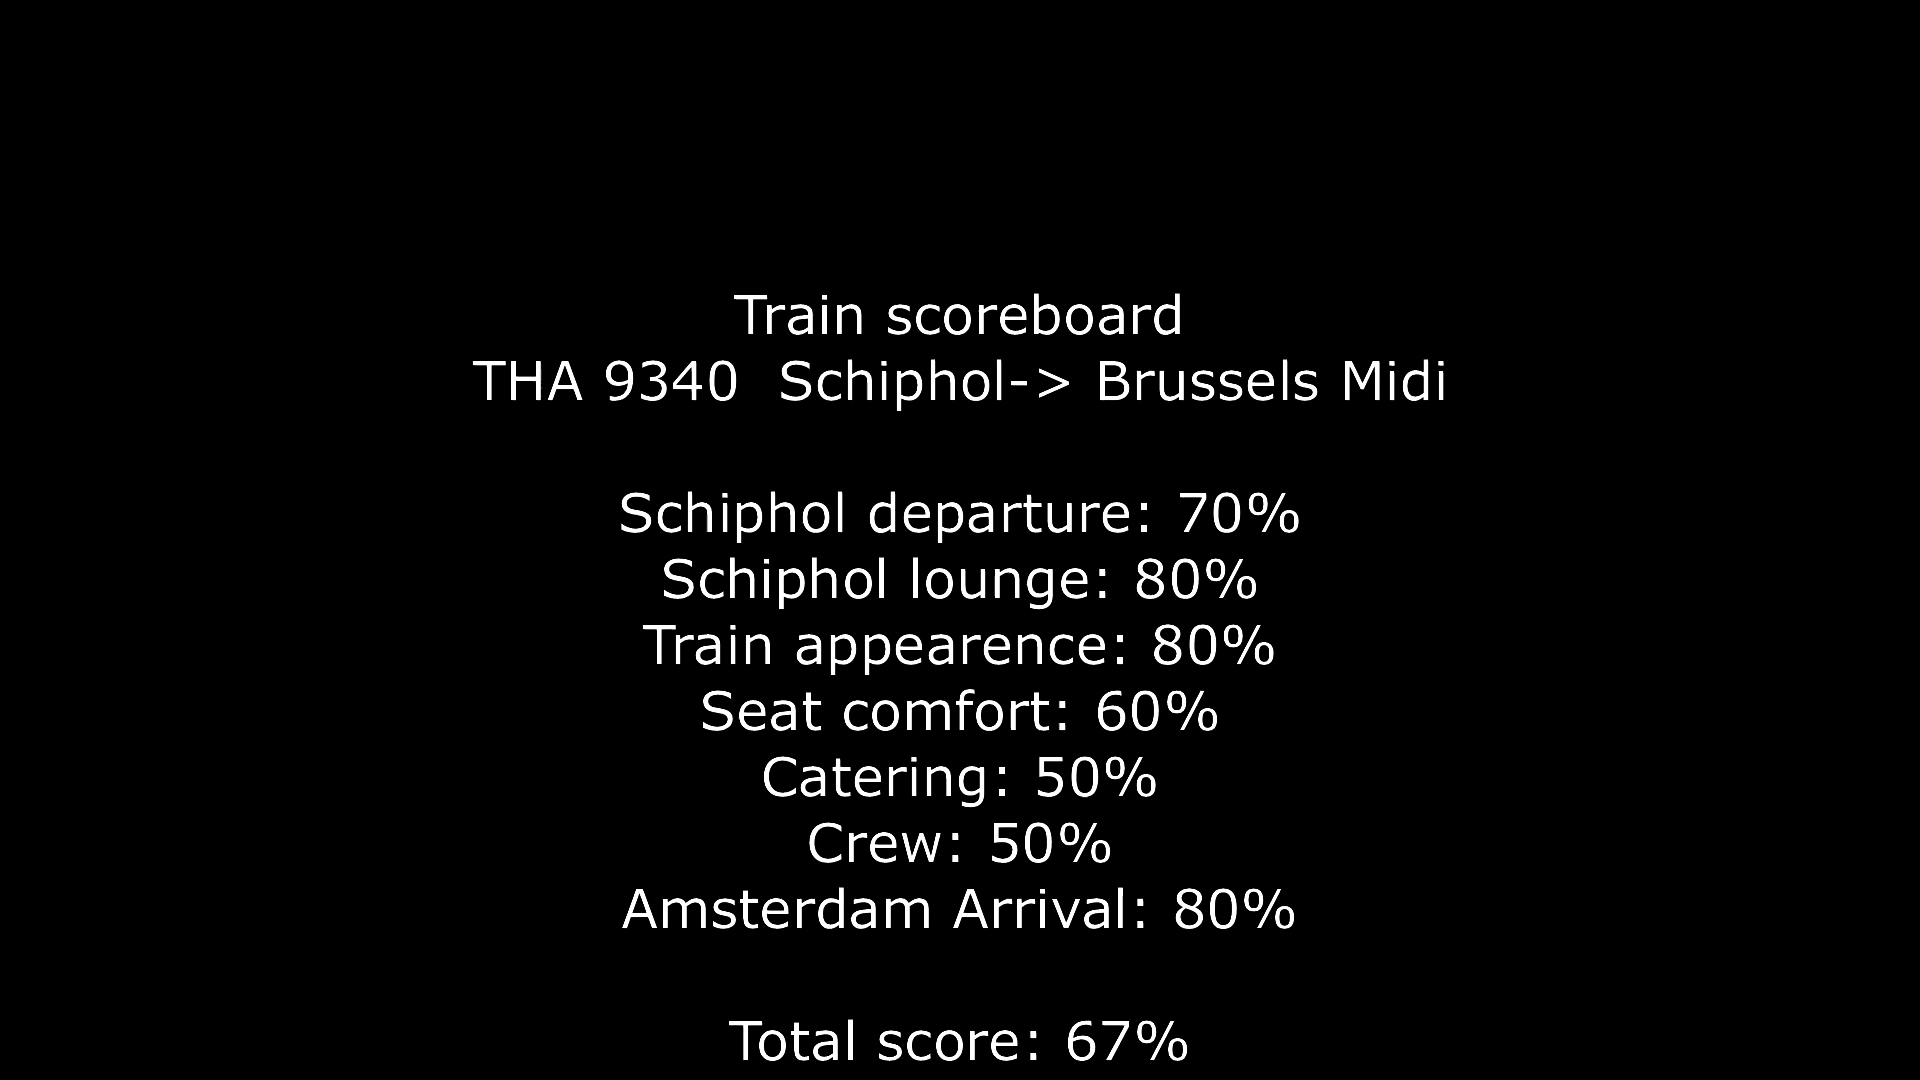 Train scoreboard
THA 9340  Schiphol-> Brussels Midi
Schiphol departure: 70%
Schiphol lounge: 80%
Train appearence: 80%
Seat comfort: 60%
Catering: 50%
Crew: 50%
Amsterdam Arrival: 80%
Total score: 67%